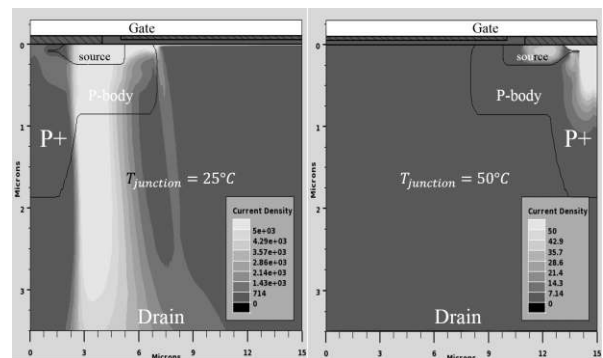 Gate
source
P-body
P+
T_junction = 25°C
Current Density
5e+03
4.29e+03
3.57e+03
2.86e+03
2.14e+03
1.43e+03
714
0
Drain
0
1
2
3
Microns
0 3 6 9 12 15
Microns
Gate
source
P-body
P+
T_junction = 50°C
Current Density
50
42.9
35.7
28.6
21.4
14.3
7.14
0
Drain
0
1
2
3
Microns
0 3 6 9 12 15
Microns